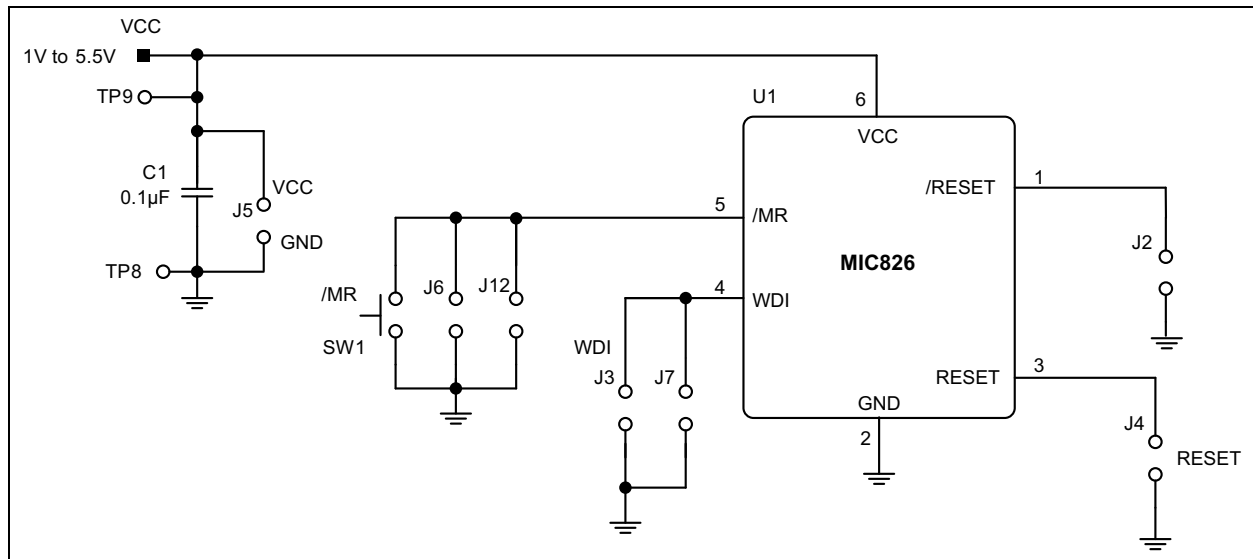 VCC
1V to 5.5V
TP9
C1
0.1µF
VCC
J5
GND
TP8
U1
6
VCC
5
/MR
/RESET
1
MIC826
4
WDI
RESET
3
GND
2
/MR
SW1
J6
J12
WDI
J3
J7
J2
J4
RESET